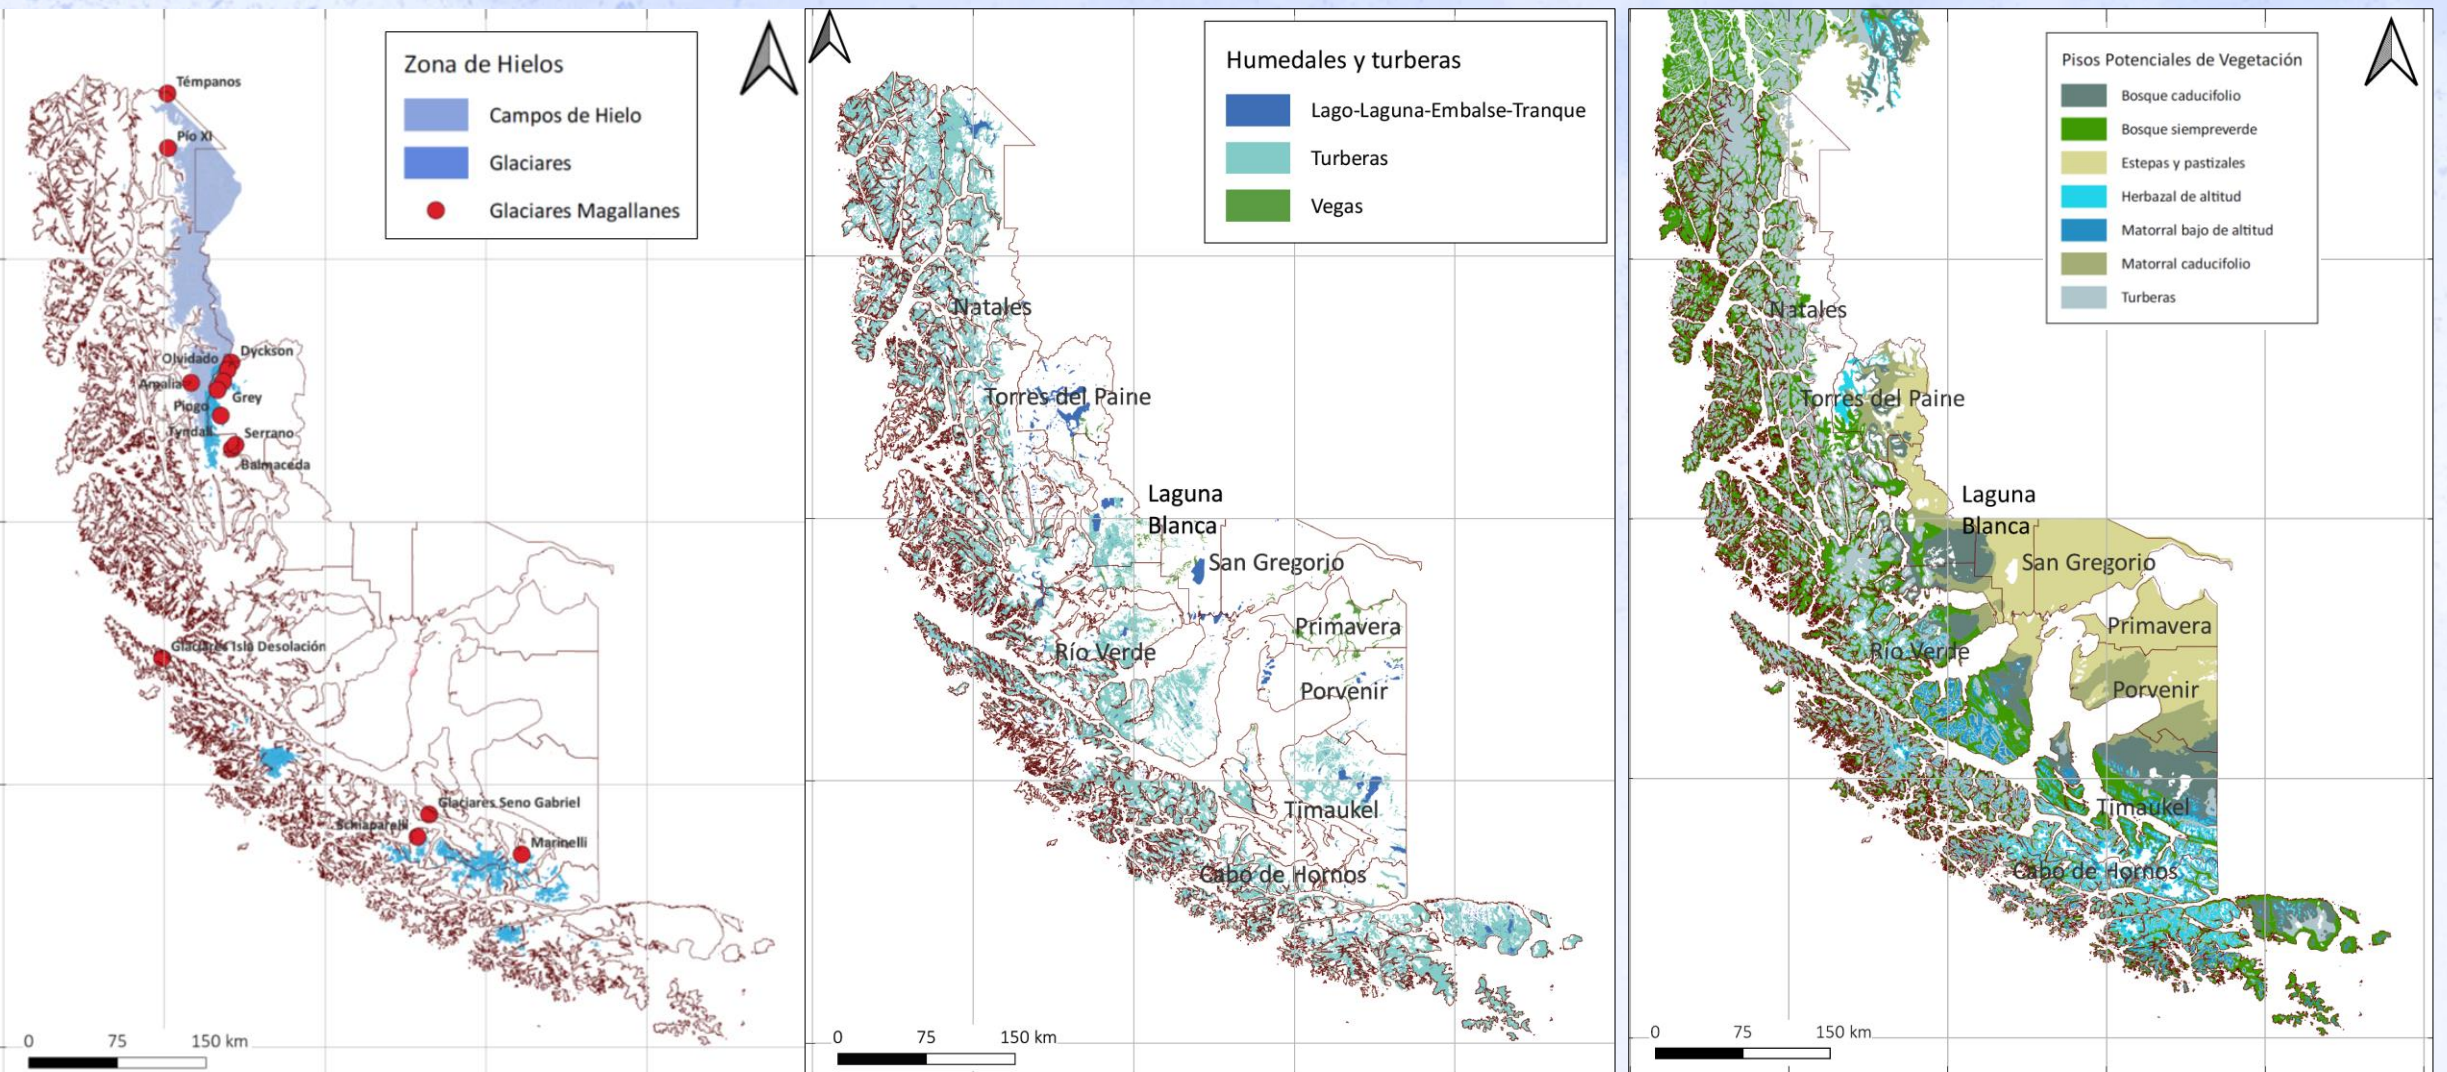 Zona de Hielos
Campos de Hielo
Glaciares
Glaciares Magallanes
Témpanos
Pío XI
Dyckson
Olvidado
Amalia
Grey
Pingo
Tyndall
Serrano
Balmaceda
Glaciares Isla Desolación
Glaciares Seno Gabriel
Schiaparelli
Marinelli
0 75 150 km
Humedales y turberas
Lago-Laguna-Embalse-Tranque
Turberas
Vegas
Natales
Torres del Paine
Laguna
Blanca
San Gregorio
Primavera
Río Verde
Porvenir
Timaukel
Cabo de Hornos
0 75 150 km
Pisos Potenciales de Vegetación
Bosque caducifolio
Bosque siempreverde
Estepas y pastizales
Herbazal de altitud
Matorral bajo de altitud
Matorral caducifolio
Turberas
Natales
Torres del Paine
Laguna
Blanca
San Gregorio
Primavera
Río Verde
Porvenir
Timaukel
Cabo de Hornos
0 75 150 km